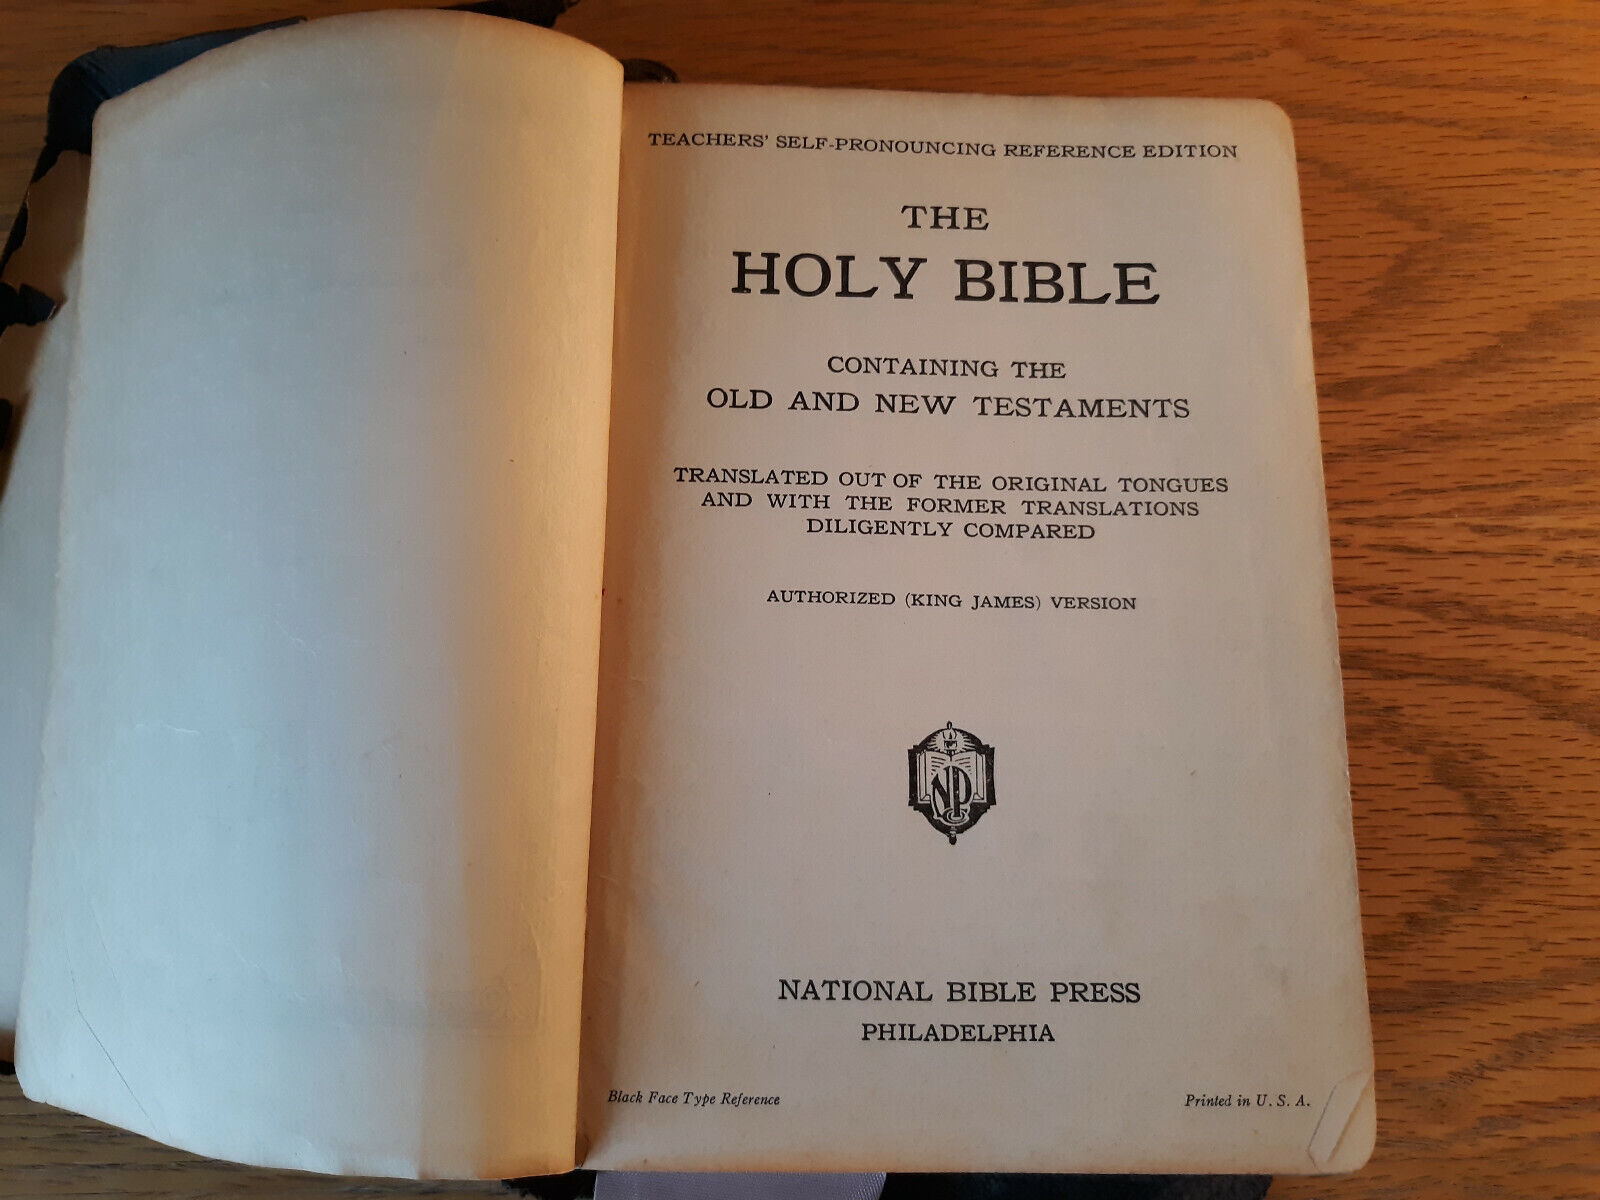 TEACHERS' SELF-PRONOUNCING REFERENCE EDITION
THE
HOLY BIBLE
CONTAINING THE
OLD AND NEW TESTAMENTS
TRANSLATED OUT OF THE ORIGINAL TONGUES
AND WITH THE FORMER TRANSLATIONS
DILIGENTLY COMPARED
AUTHORIZED (KING JAMES) VERSION
NP
NATIONAL BIBLE PRESS
PHILADELPHIA
Black Face Type Reference
Printed in U. S. A.